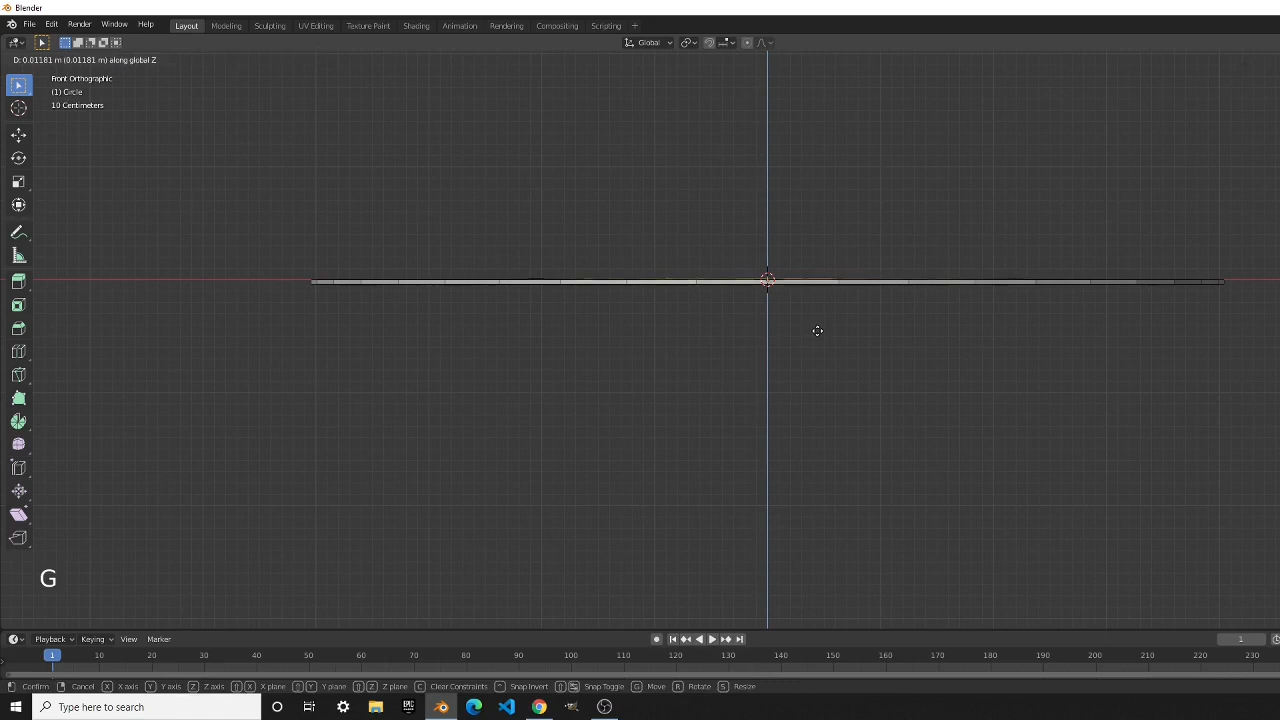 Blender
File Edit Render Window Help Layout Modeling Sculpting UV Editing Texture Paint Shading Animation Rendering Compositing Scripting +
Global
D: 0.01181 m (0.01181 m) along global Z
Front Orthographic
(1) Circle
10 Centimeters
G
Playback Keying View Marker 1
1 10 20 30 40 50 60 70 80 90 100 110 120 130 140 150 160 170 180 190 200 210 220 230
Confirm Cancel X X axis Y Y axis Z Z axis X X plane Y Y plane Z Z plane C Clear Constraints ^ Snap Invert Snap Toggle G Move R Rotate S Resize
Type here to search EPIC